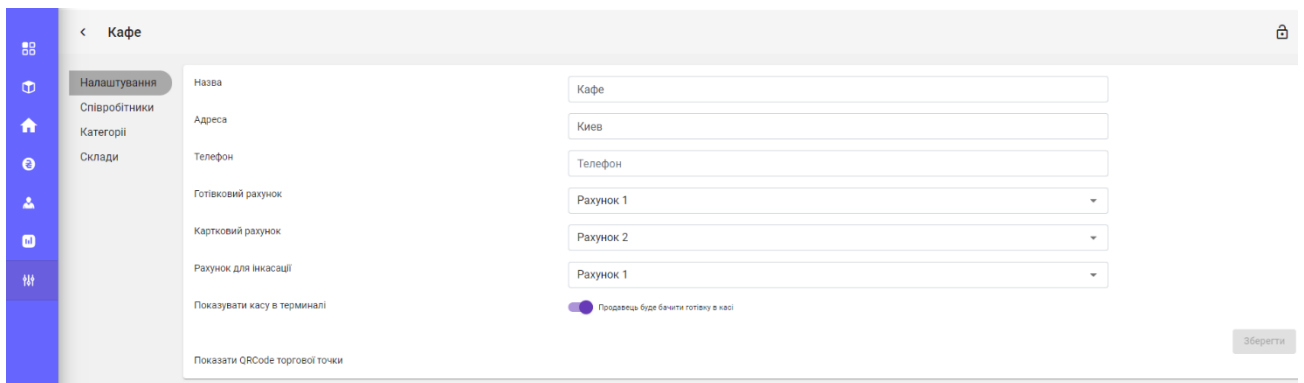 Кафе
Налаштування
Співробітники
Категорії
Склади
Назва
Кафе
Адреса
Киев
Телефон
Телефон
Готівковий рахунок
Рахунок 1
Картковий рахунок
Рахунок 2
Рахунок для інкасації
Рахунок 1
Показувати касу в терміналі
Продавець буде бачити готівку в касі
Зберегти
Показати QRCode торгової точки